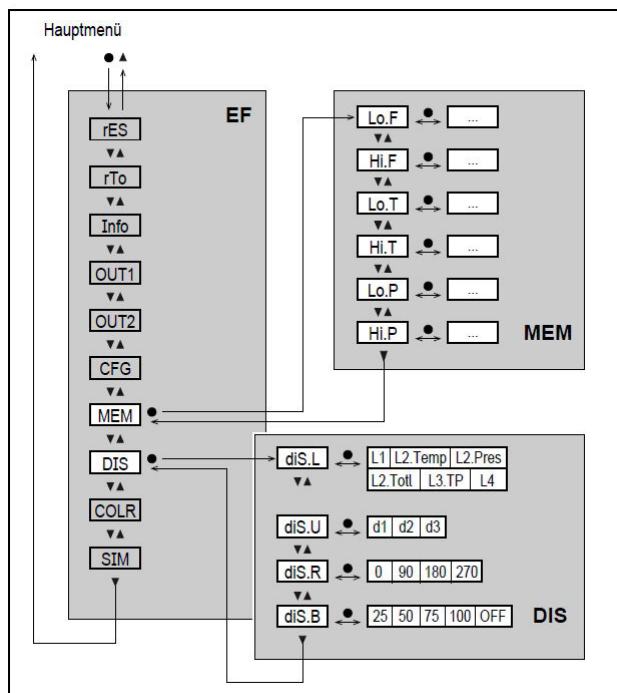 Hauptmenü
EF
rES
rTo
Info
OUT1
OUT2
CFG
MEM
DIS
COLR
SIM
Lo.F ...
Hi.F ...
Lo.T ...
Hi.T ...
Lo.P ...
Hi.P ...
MEM
diS.L L1 L2.Temp L2.Pres
L2.Totl L3.TP L4
diS.U d1 d2 d3
diS.R 0 90 180 270
diS.B 25 50 75 100 OFF
DIS